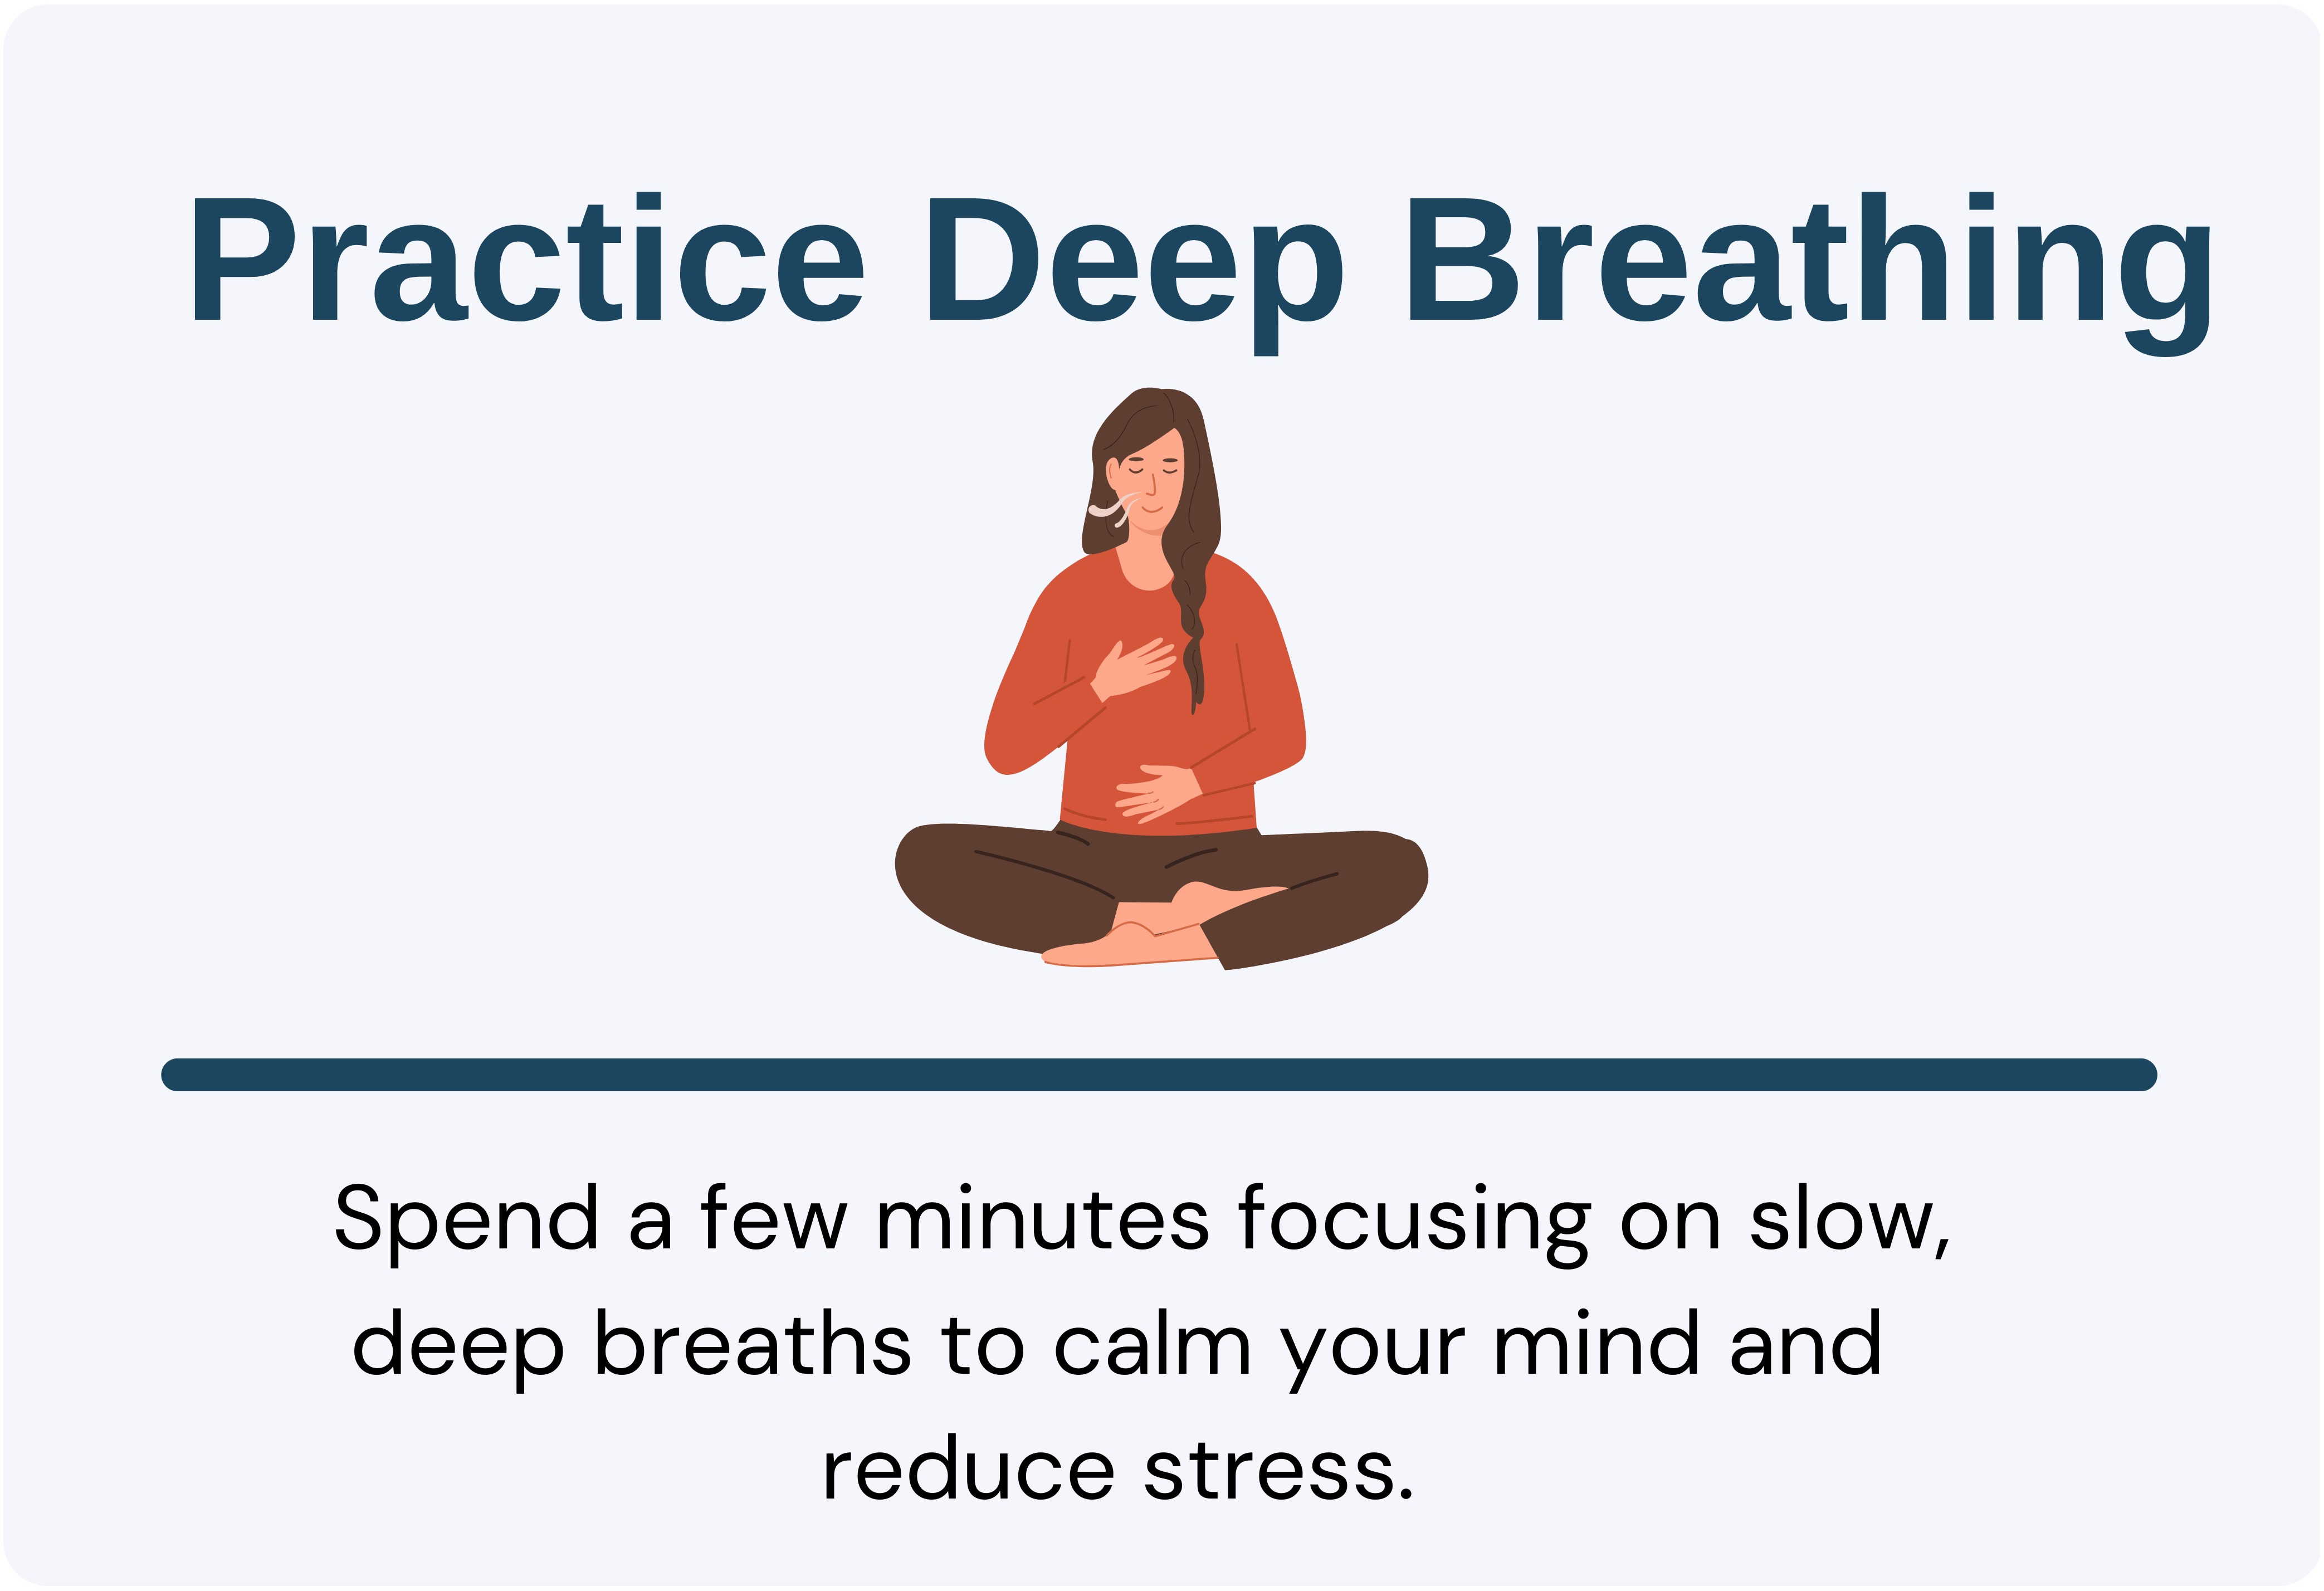 Practice Deep Breathing
Spend a few minutes focusing on slow,
deep breaths to calm your mind and
reduce stress.